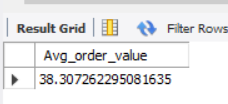 Result Grid Filter Rows
Avg_order_value
38.307262295081635